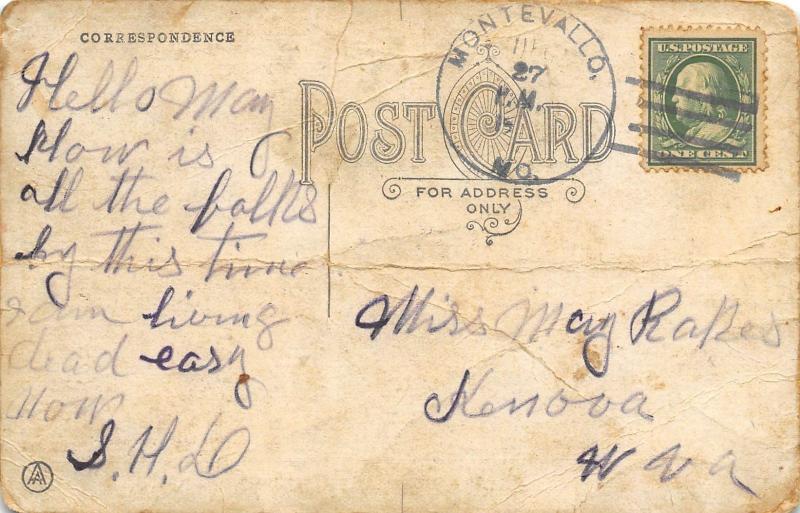 CORRESPONDENCE
Hello May
How is
all the folks
by this time
I am living
dead easy
now
S.H.D
POST CARD
FOR ADDRESS
ONLY
MONTEVALLO,
27
P.M.
MO.
U.S. POSTAGE
ONE CENT
Miss May Rakes
Kenova
W Va